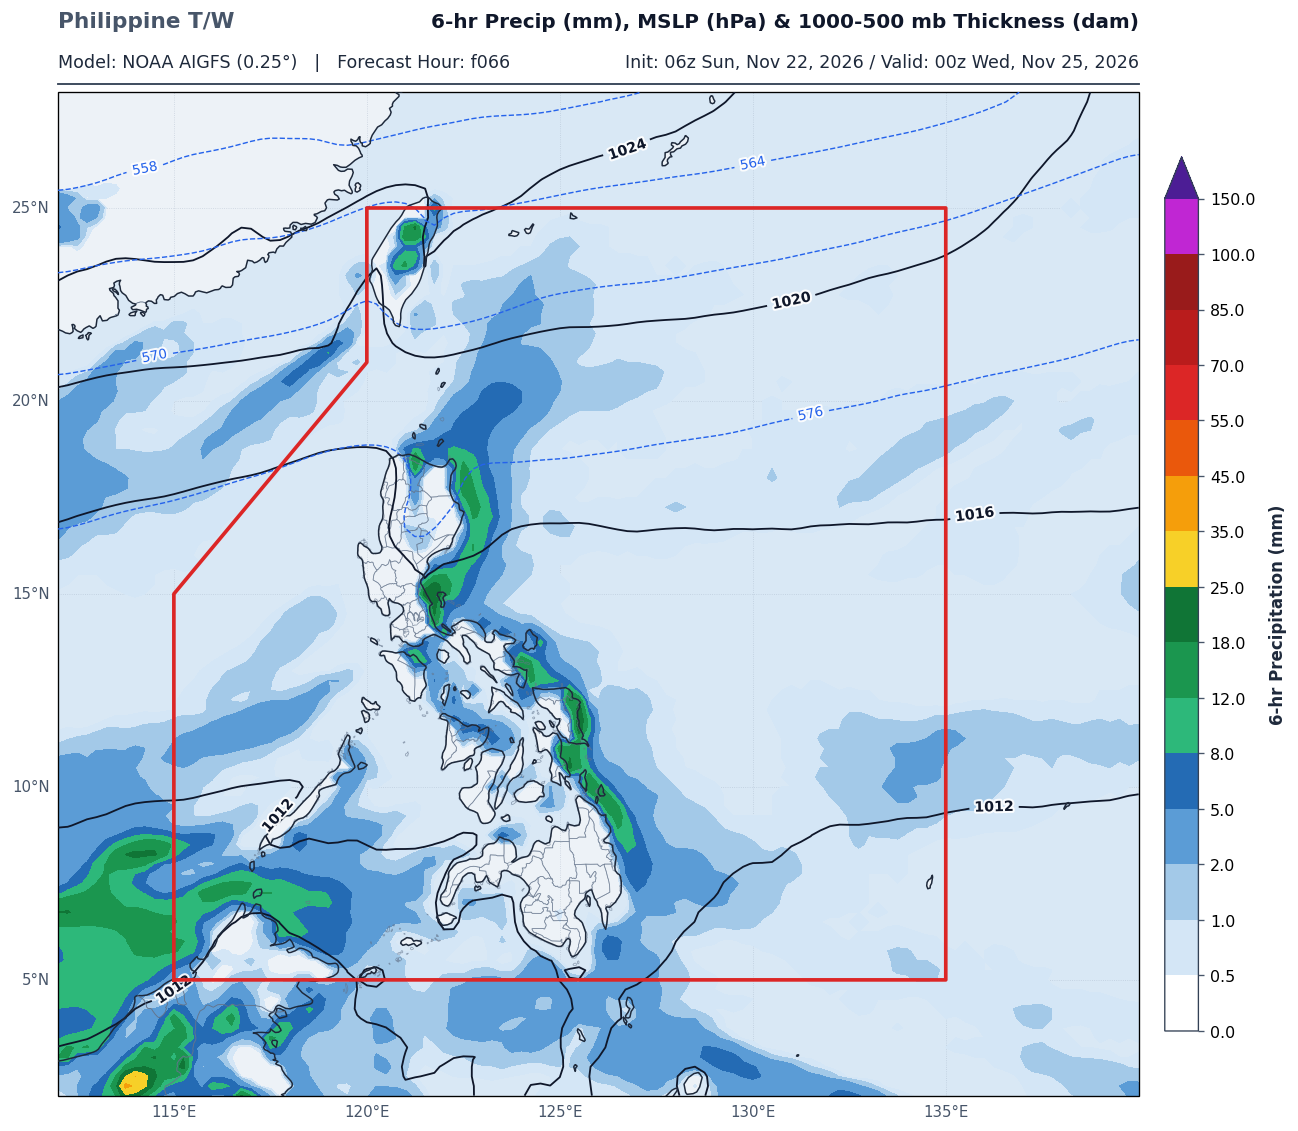 Philippine T/W
6-hr Precip (mm), MSLP (hPa) & 1000-500 mb Thickness (dam)
Model: NOAA AIGFS (0.25°) | Forecast Hour: f066
Init: 06z Sun, Nov 22, 2026 / Valid: 00z Wed, Nov 25, 2026
558
1024
564
570
1020
576
1016
1012
1012
1012
25°N
20°N
15°N
10°N
5°N
115°E
120°E
125°E
130°E
135°E
150.0
100.0
85.0
70.0
55.0
45.0
35.0
25.0
18.0
12.0
8.0
5.0
2.0
1.0
0.5
0.0
6-hr Precipitation (mm)